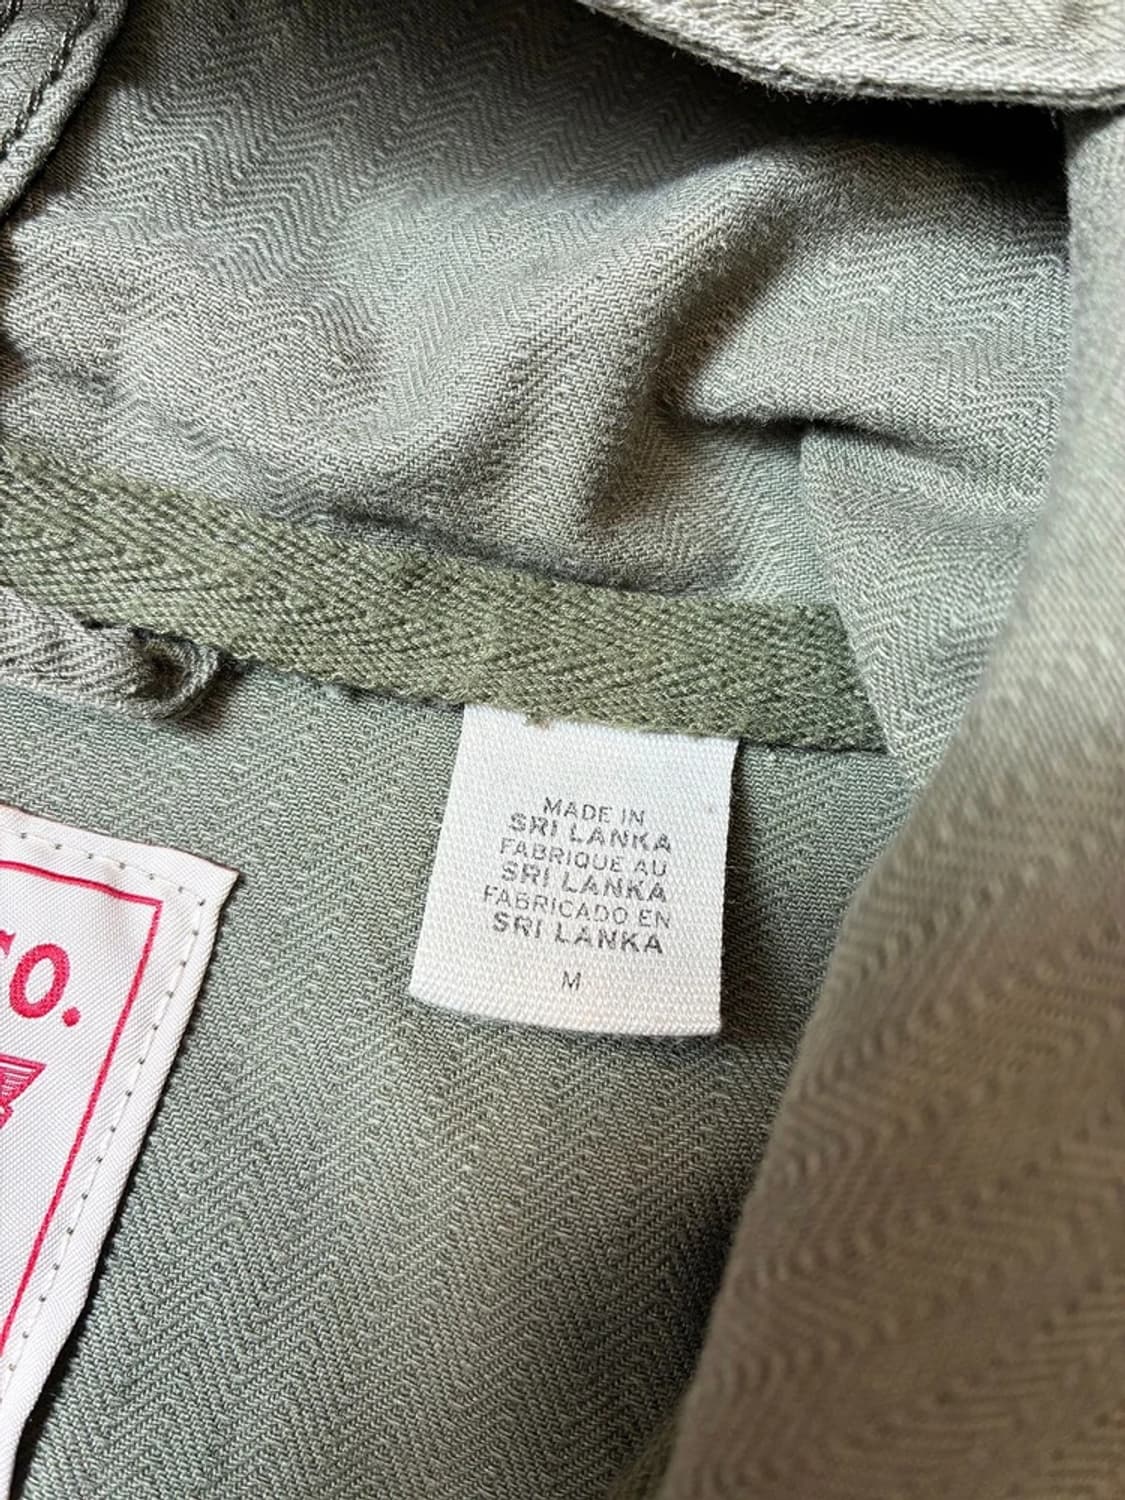 MADE IN
SRI LANKA
FABRIQUE AU
SRI LANKA
FABRICADO EN
SRI LANKA
M
CO.